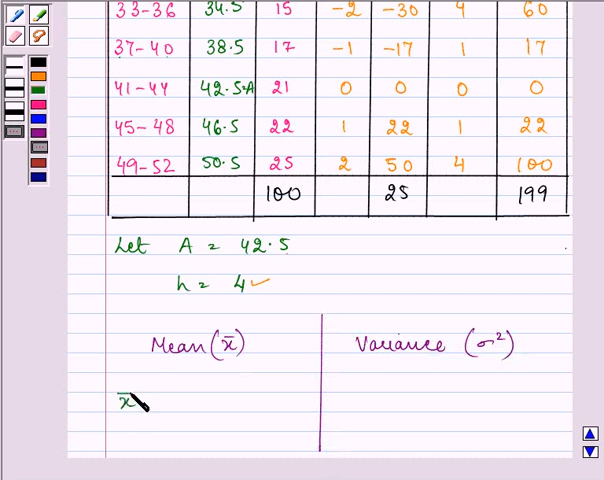 33-36 34.5 15 -2 -30 4 60
37-40 38.5 17 -1 -17 1 17
41-44 42.5=A 21 0 0 0 0
45-48 46.5 22 1 22 1 22
49-52 50.5 25 2 50 4 100
100 25 199
Let A = 42.5
h = 4 ✓
Mean (x̄) Variance (σ²)
x̄